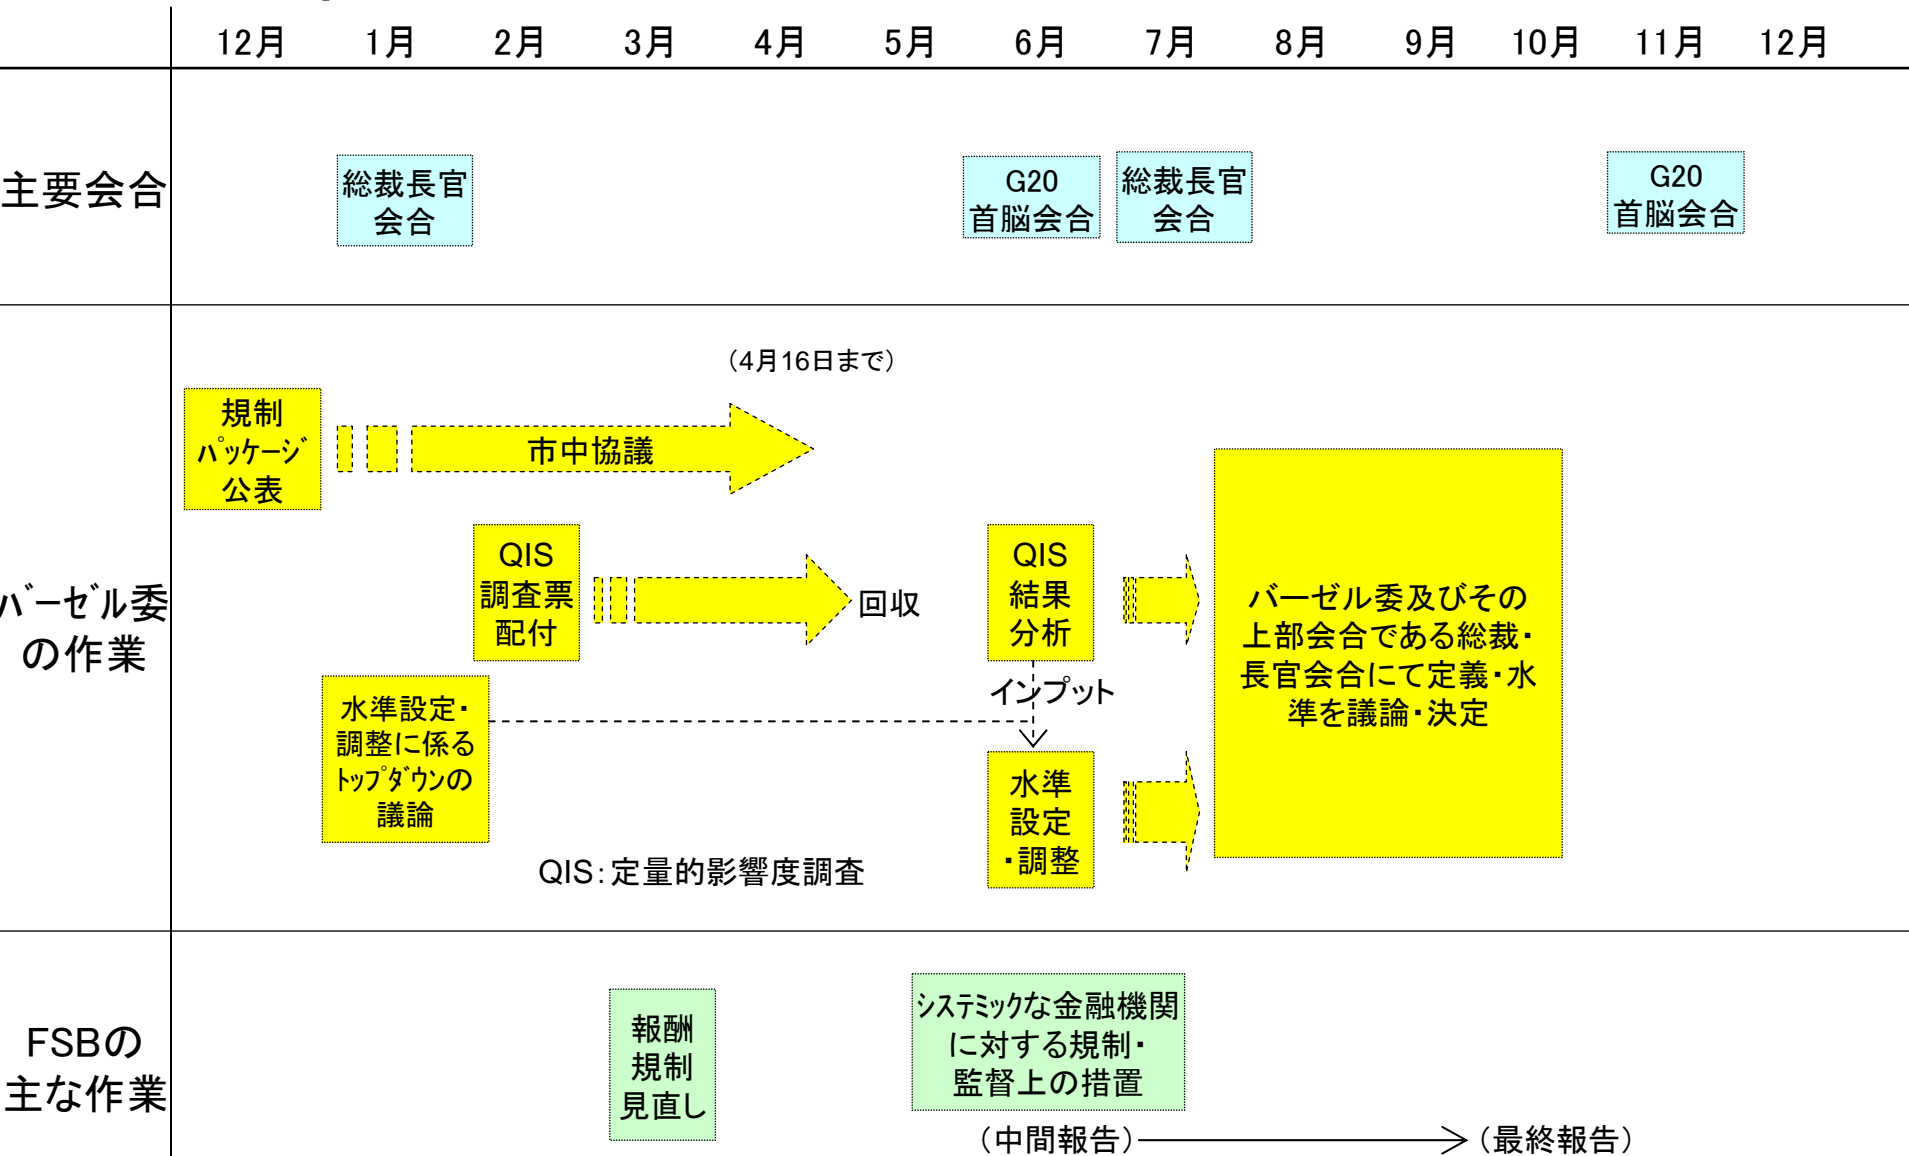 12月 1月 2月 3月 4月 5月 6月 7月 8月 9月 10月 11月 12月
主要会合
総裁長官
会合
G20
首脳会合
総裁長官
会合
G20
首脳会合
バーゼル委
の作業
(4月16日まで)
規制
パッケージ
公表
市中協議
QIS
調査票
配付
回収
QIS
結果
分析
インプット
水準設定・
調整に係る
トップダウンの
議論
水準
設定
・調整
バーゼル委及びその
上部会合である総裁・
長官会合にて定義・水
準を議論・決定
QIS:定量的影響度調査
FSBの
主な作業
報酬
規制
見直し
システミックな金融機関
に対する規制・
監督上の措置
(中間報告) (最終報告)